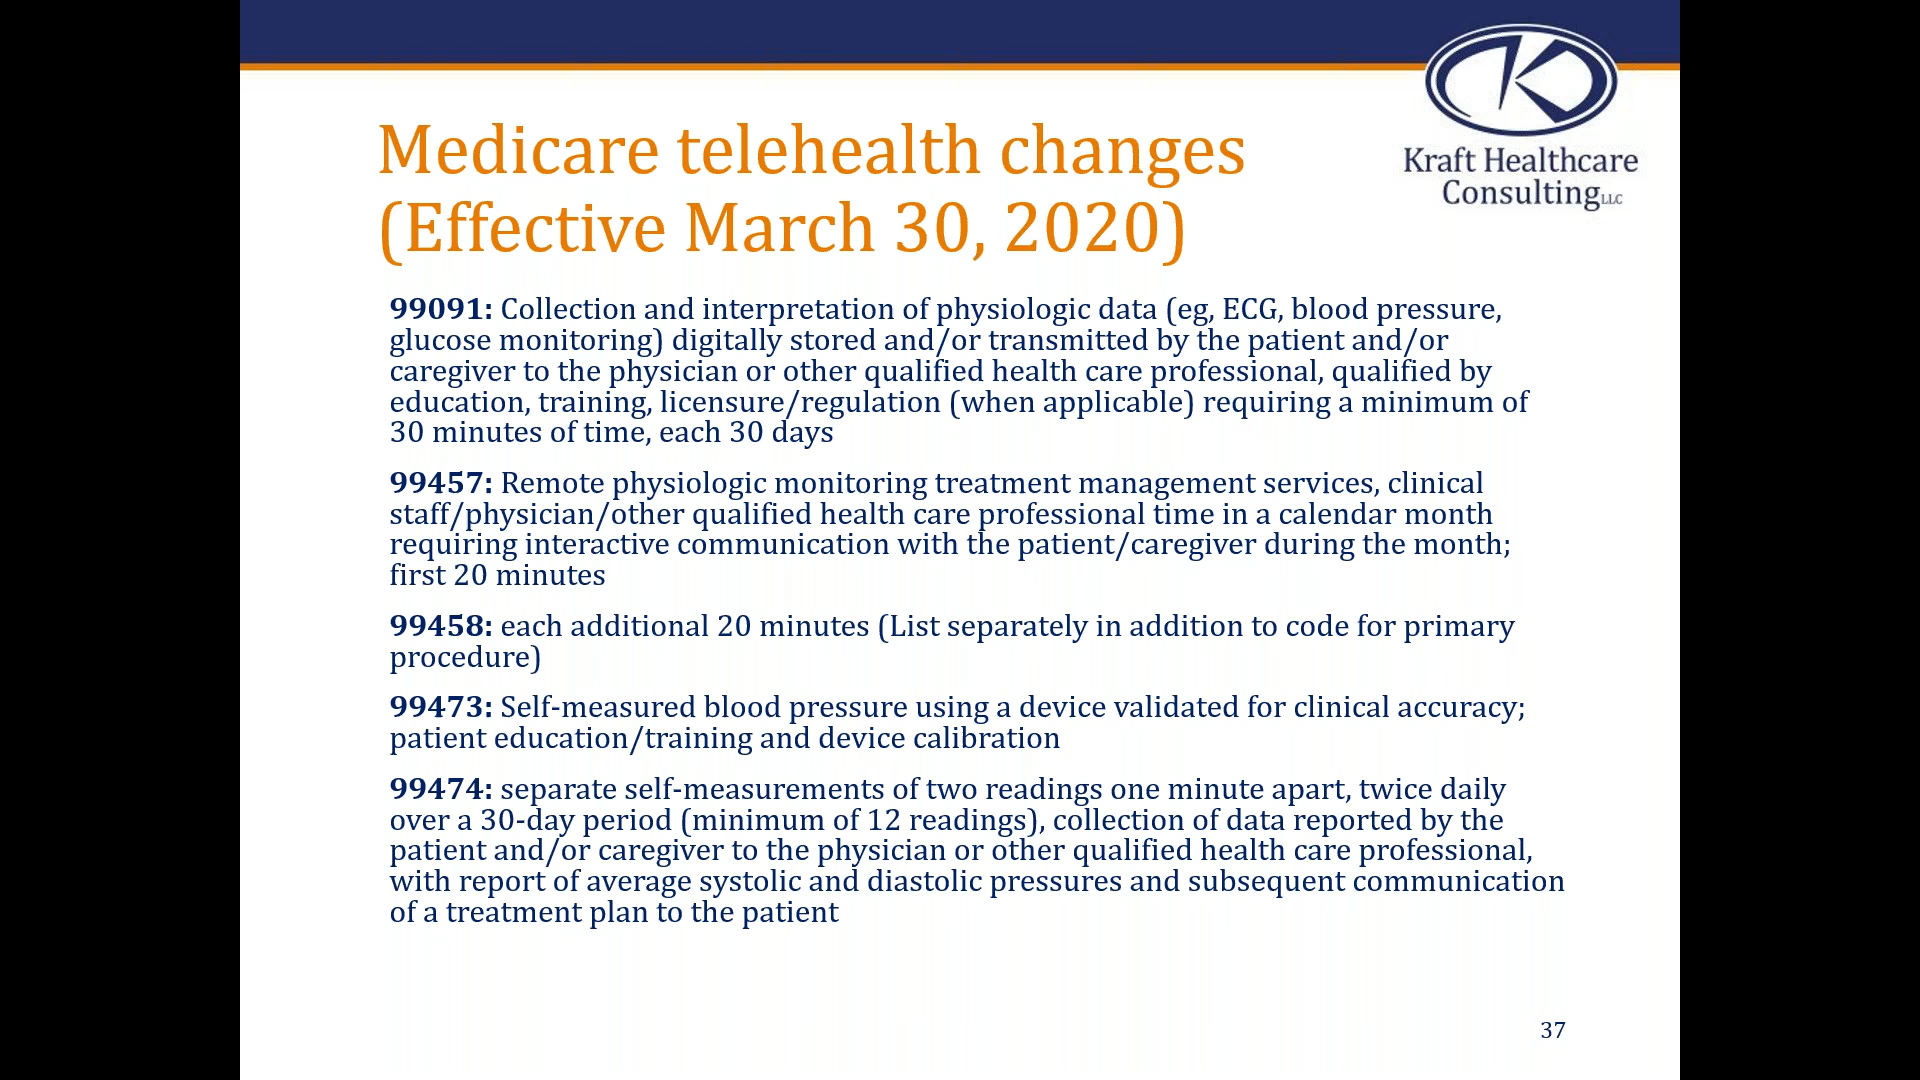 Kraft Healthcare
Consulting LLC
Medicare telehealth changes
(Effective March 30, 2020)
99091: Collection and interpretation of physiologic data (eg, ECG, blood pressure,
glucose monitoring) digitally stored and/or transmitted by the patient and/or
caregiver to the physician or other qualified health care professional, qualified by
education, training, licensure/regulation (when applicable) requiring a minimum of
30 minutes of time, each 30 days
99457: Remote physiologic monitoring treatment management services, clinical
staff/physician/other qualified health care professional time in a calendar month
requiring interactive communication with the patient/caregiver during the month;
first 20 minutes
99458: each additional 20 minutes (List separately in addition to code for primary
procedure)
99473: Self-measured blood pressure using a device validated for clinical accuracy;
patient education/training and device calibration
99474: separate self-measurements of two readings one minute apart, twice daily
over a 30-day period (minimum of 12 readings), collection of data reported by the
patient and/or caregiver to the physician or other qualified health care professional,
with report of average systolic and diastolic pressures and subsequent communication
of a treatment plan to the patient
37